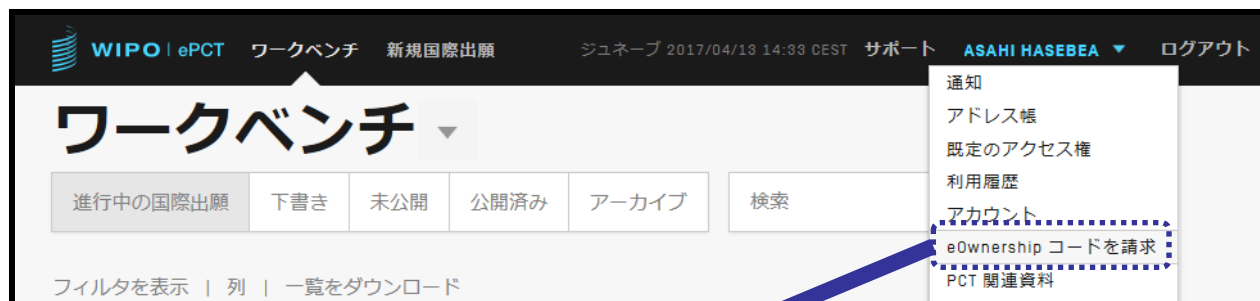 WIPO | ePCT ワークベンチ 新規国際出願 ジュネーブ 2017/04/13 14:33 CEST サポート ASAHI HASEBEA ログアウト
通知
ワークベンチ
アドレス帳
既定のアクセス権
進行中の国際出願 下書き 未公開 公開済み アーカイブ 検索
利用履歴
アカウント
eOwnership コードを請求
フィルタを表示 | 列 | 一覧をダウンロード
PCT 関連資料